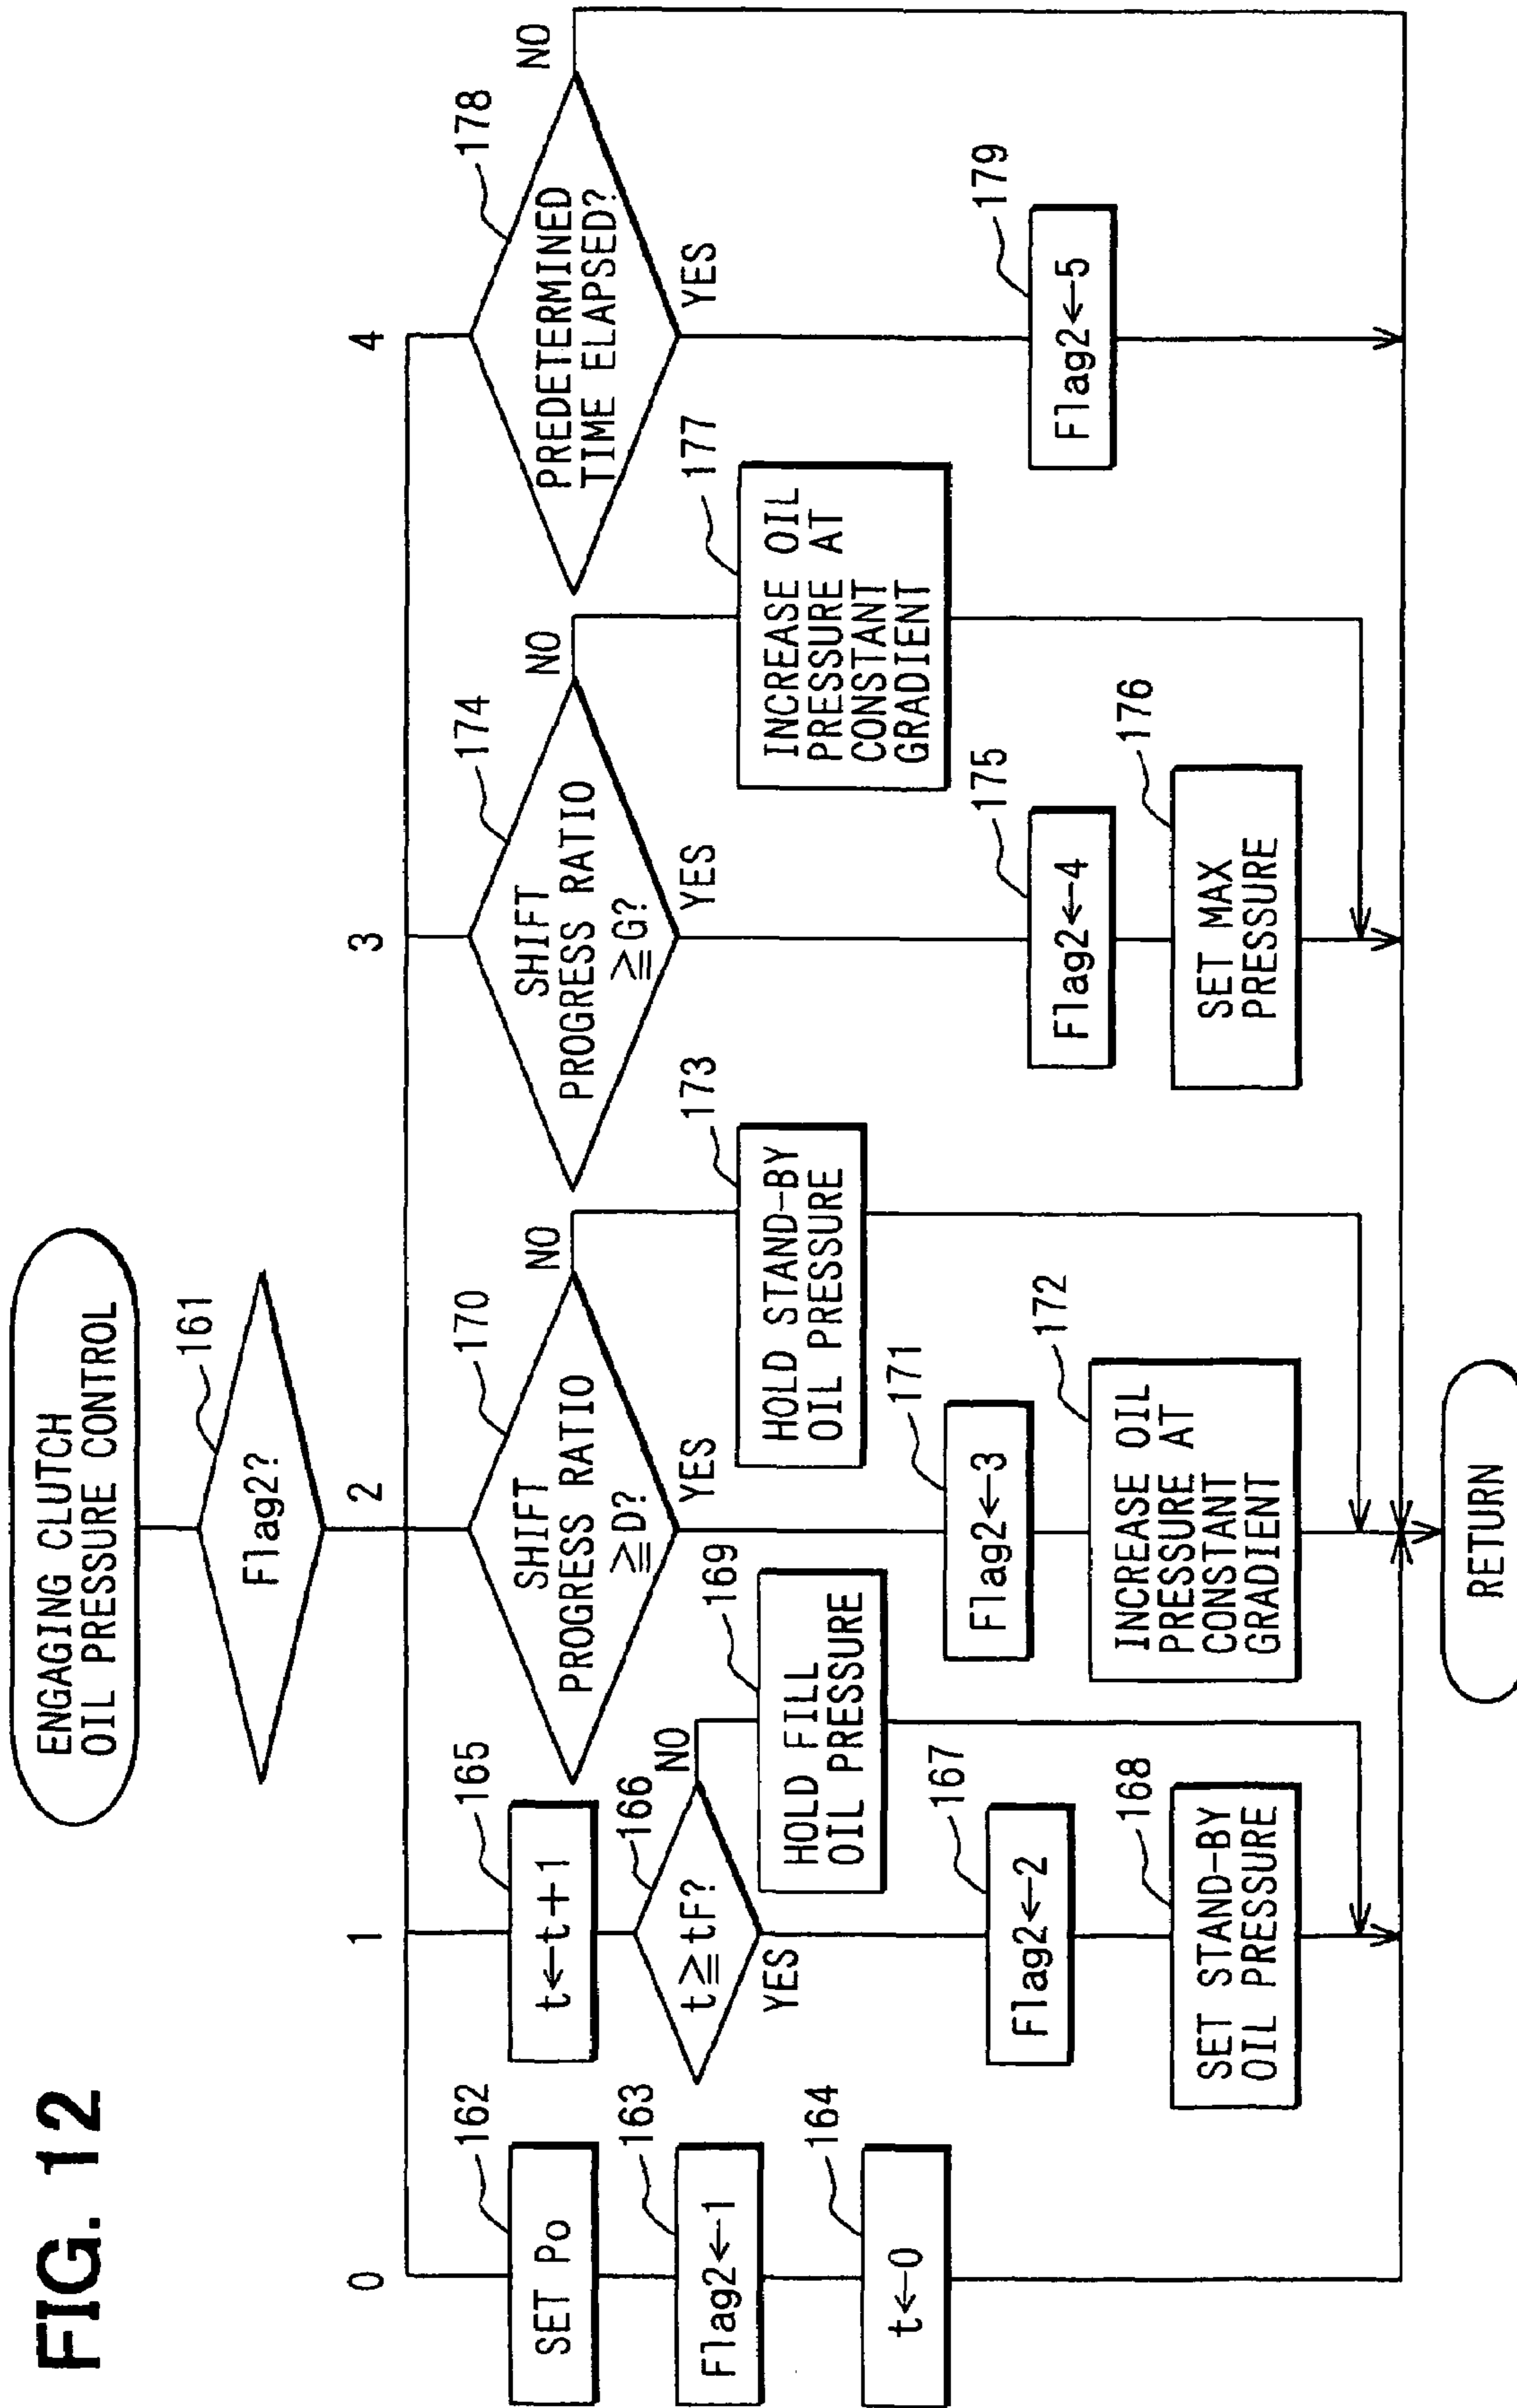 FIG. 12
ENGAGING CLUTCH
OIL PRESSURE CONTROL
161
Flag2?
0
1
2
3
4
162
SET Po
163
Flag2←1
164
t←0
165
t←t+1
166
t≧tF?
NO
YES
169
HOLD FILL
OIL PRESSURE
167
Flag2←2
168
SET STAND-BY
OIL PRESSURE
170
SHIFT
PROGRESS RATIO
≧D?
NO
YES
173
HOLD STAND-BY
OIL PRESSURE
171
Flag2←3
172
INCREASE OIL
PRESSURE AT
CONSTANT
GRADIENT
174
SHIFT
PROGRESS RATIO
≧G?
NO
YES
177
INCREASE OIL
PRESSURE AT
CONSTANT
GRADIENT
175
Flag2←4
176
SET MAX
PRESSURE
178
PREDETERMINED
TIME ELAPSED?
NO
YES
179
Flag2←5
RETURN